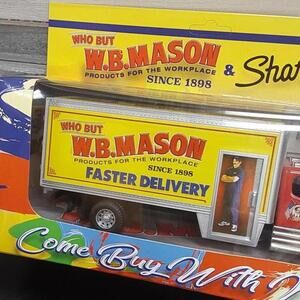 WHO BUT
W.B. MASON
PRODUCTS FOR THE WORKPLACE
SINCE 1898
&
WHO BUT
W.B. MASON
PRODUCTS FOR THE WORKPLACE
SINCE 1898
FASTER DELIVERY
Come Buy With